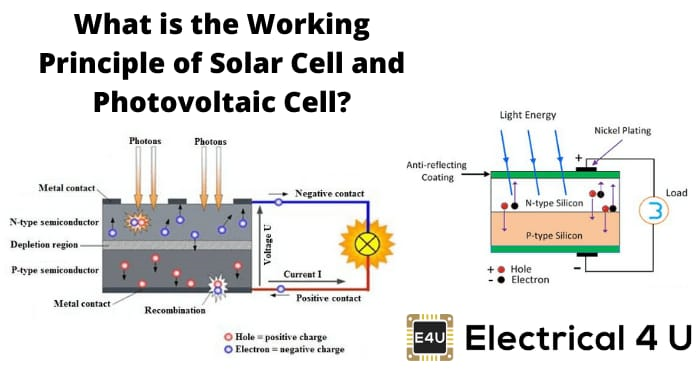 What is the Working
Principle of Solar Cell and
Photovoltaic Cell?
Photons
Photons
Metal contact
N-type semiconductor
Depletion region
P-type semiconductor
Metal contact
Recombination
Negative contact
Voltage U
Current I
Positive contact
Hole = positive charge
Electron = negative charge
Light Energy
Nickel Plating
Anti-reflecting
Coating
+
Load
N-type Silicon
P-type Silicon
-
+ Hole
- Electron
E4U
Electrical 4 U